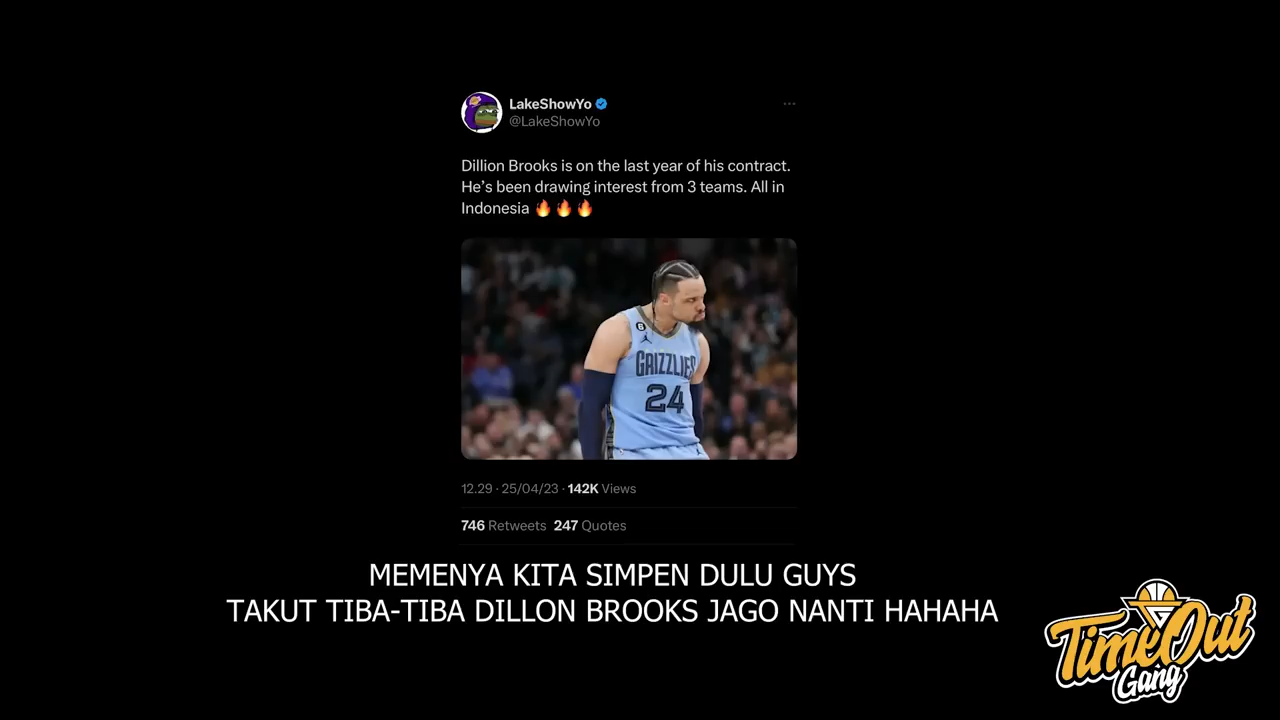 LakeShowYo
@LakeShowYo
Dillion Brooks is on the last year of his contract.
He's been drawing interest from 3 teams. All in
Indonesia 🔥🔥🔥
6
GRIZZLIES
24
12.29 · 25/04/23 · 142K Views
746 Retweets 247 Quotes
MEMENYA KITA SIMPEN DULU GUYS
TAKUT TIBA-TIBA DILLON BROOKS JAGO NANTI HAHAHA
TimeOut
Gang